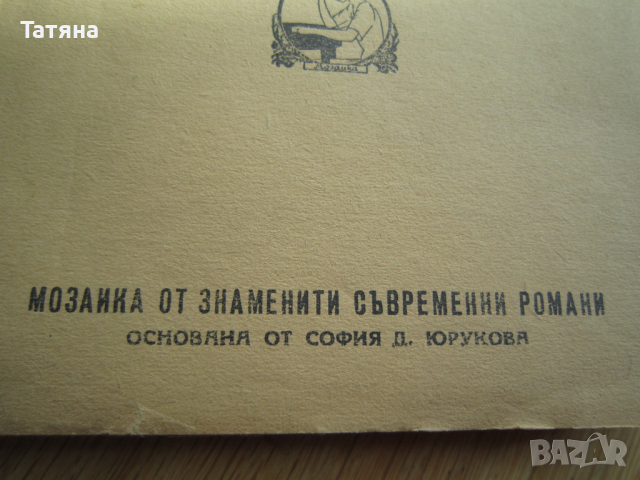 Татяна
МОЗАИКА ОТ ЗНАМЕНИТИ СЪВРЕМЕННИ РОМАНИ
ОСНОВАНА ОТ СОФИЯ Д. ЮРУКОВА
BAZAR